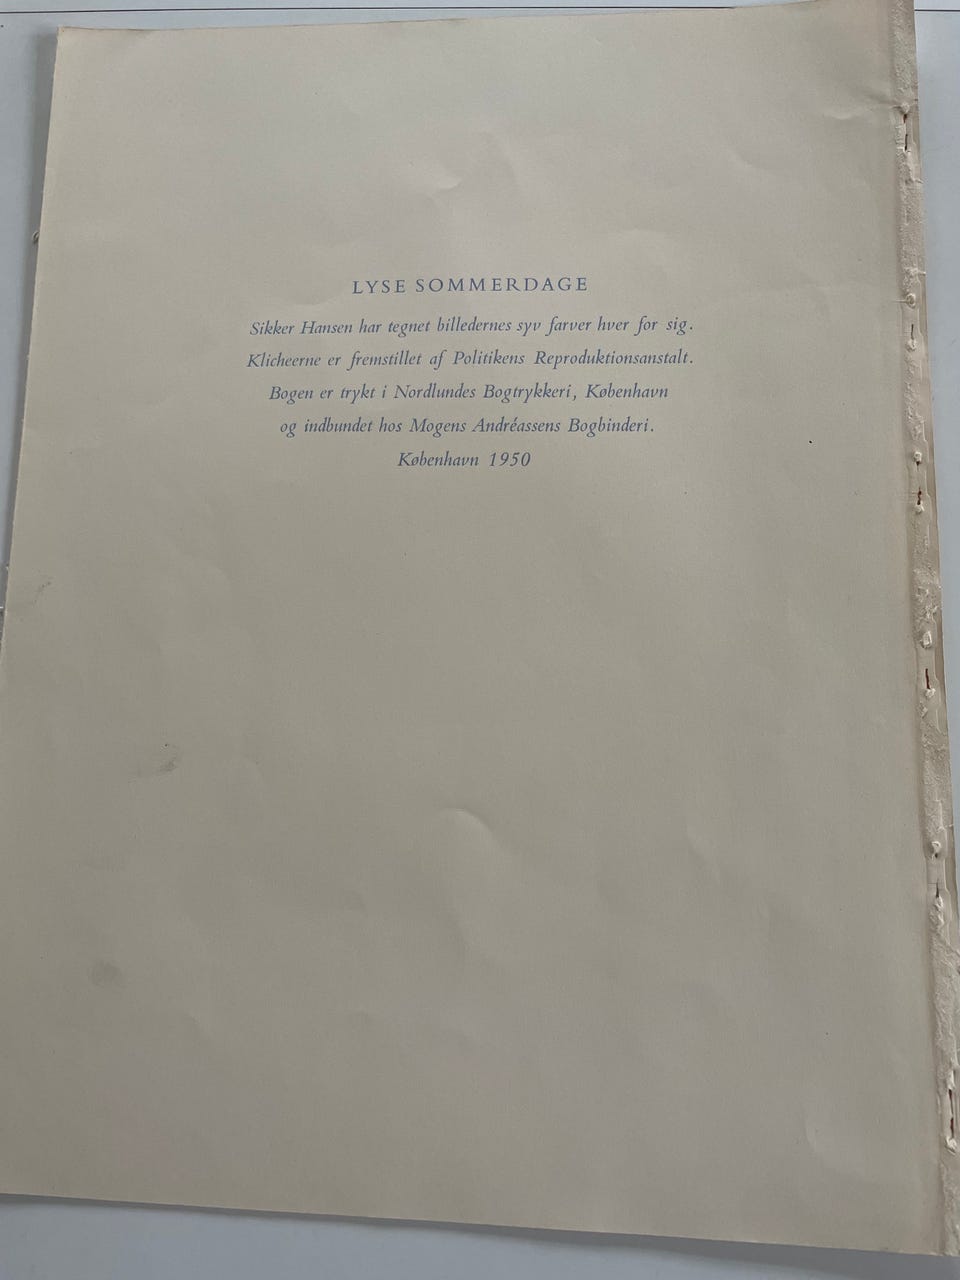 LYSE SOMMERDAGE
Sikker Hansen har tegnet billedernes syv farver hver for sig.
Klicheerne er fremstillet af Politikens Reproduktionsanstalt.
Bogen er trykt i Nordlundes Bogtrykkeri, København
og indbundet hos Mogens Andréassens Bogbinderi.
København 1950